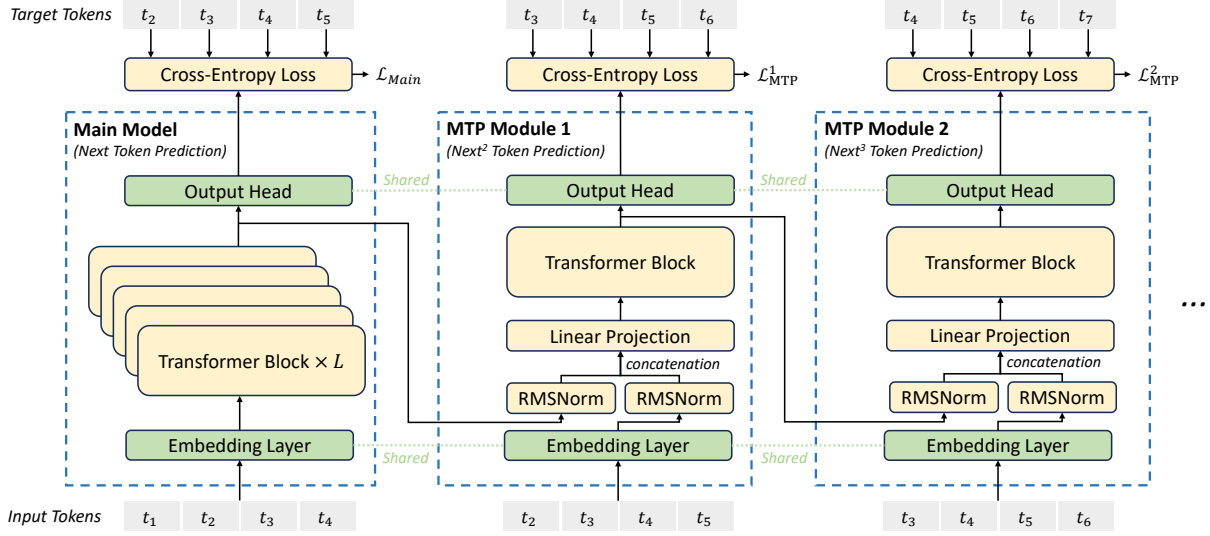 Target Tokens t₂ t₃ t₄ t₅ t₃ t₄ t₅ t₆ t₄ t₅ t₆ t₇
Cross-Entropy Loss ℒ_Main Cross-Entropy Loss ℒ¹_MTP Cross-Entropy Loss ℒ²_MTP
Main Model MTP Module 1 MTP Module 2
(Next Token Prediction) (Next² Token Prediction) (Next³ Token Prediction)
Output Head Shared Output Head Shared Output Head
Transformer Block Transformer Block
...
Linear Projection Linear Projection
Transformer Block × L concatenation concatenation
RMSNorm RMSNorm RMSNorm RMSNorm
Embedding Layer Shared Embedding Layer Shared Embedding Layer
Input Tokens t₁ t₂ t₃ t₄ t₂ t₃ t₄ t₅ t₃ t₄ t₅ t₆